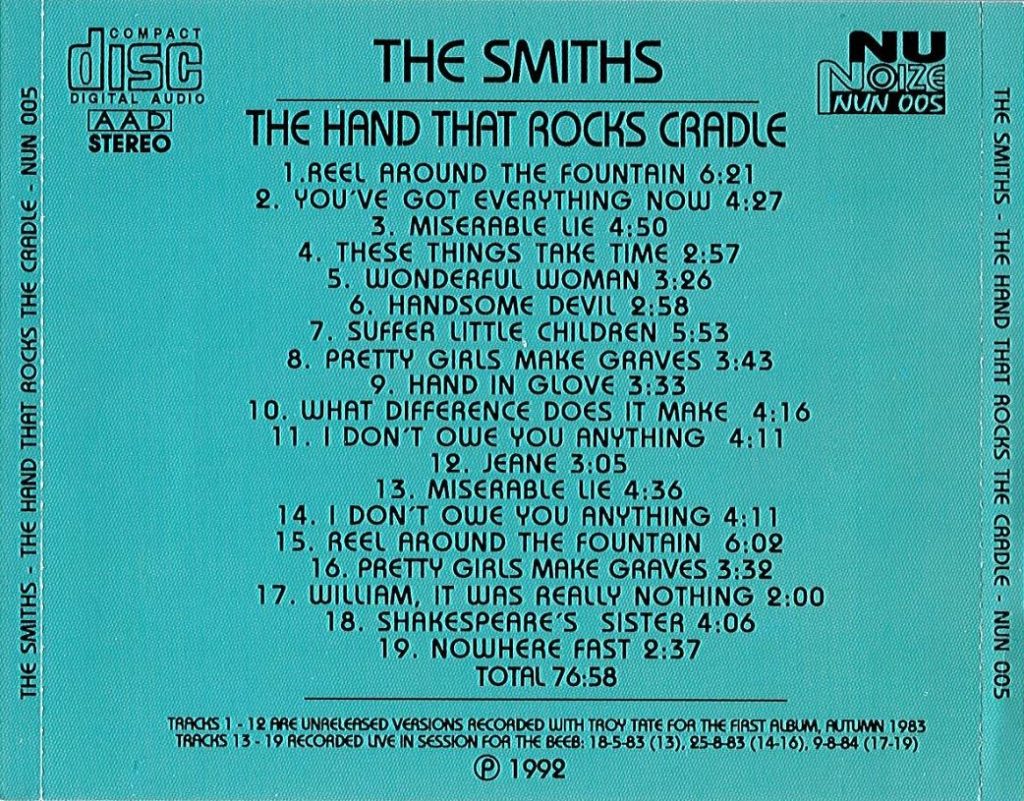 COMPACT
disc
DIGITAL AUDIO
AAD
STEREO
THE SMITHS
NU
NOIZE
NUN 005
THE HAND THAT ROCKS CRADLE
1.REEL AROUND THE FOUNTAIN 6:21
2. YOU'VE GOT EVERYTHING NOW 4:27
3. MISERABLE LIE 4:50
4. THESE THINGS TAKE TIME 2:57
5. WONDERFUL WOMAN 3:26
6. HANDSOME DEVIL 2:58
7. SUFFER LITTLE CHILDREN 5:53
8. PRETTY GIRLS MAKE GRAVES 3:43
9. HAND IN GLOVE 3:33
10. WHAT DIFFERENCE DOES IT MAKE 4:16
11. I DON'T OWE YOU ANYTHING 4:11
12. JEANE 3:05
13. MISERABLE LIE 4:36
14. I DON'T OWE YOU ANYTHING 4:11
15. REEL AROUND THE FOUNTAIN 6:02
16. PRETTY GIRLS MAKE GRAVES 3:32
17. WILLIAM, IT WAS REALLY NOTHING 2:00
18. SHAKESPEARE'S SISTER 4:06
19. NOWHERE FAST 2:37
TOTAL 76:58
TRACKS 1 - 12 ARE UNRELEASED VERSIONS RECORDED WITH TROY TATE FOR THE FIRST ALBUM, AUTUMN 1983
TRACKS 13 - 19 RECORDED LIVE IN SESSION FOR THE BEEB: 18-5-83 (13), 25-8-83 (14-16), 9-8-84 (17-19)
℗ 1992
THE SMITHS - THE HAND THAT ROCKS THE CRADLE - NUN 005
THE SMITHS - THE HAND THAT ROCKS THE CRADLE - NUN 005